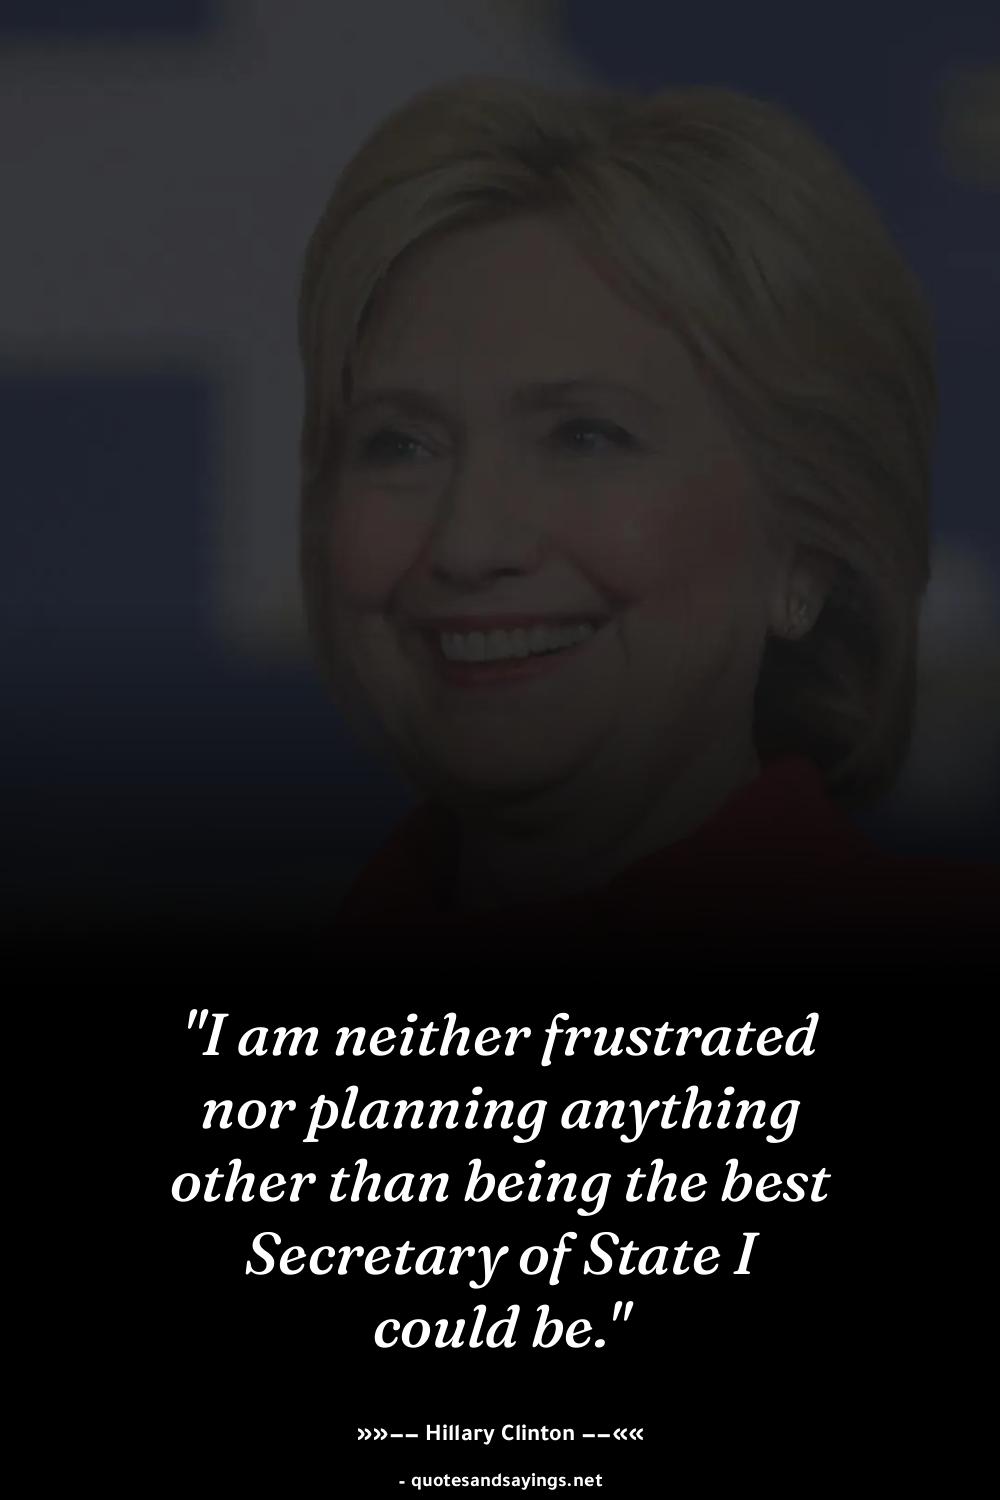 "I am neither frustrated
nor planning anything
other than being the best
Secretary of State I
could be."
»»–– Hillary Clinton ––««
- quotesandsayings.net